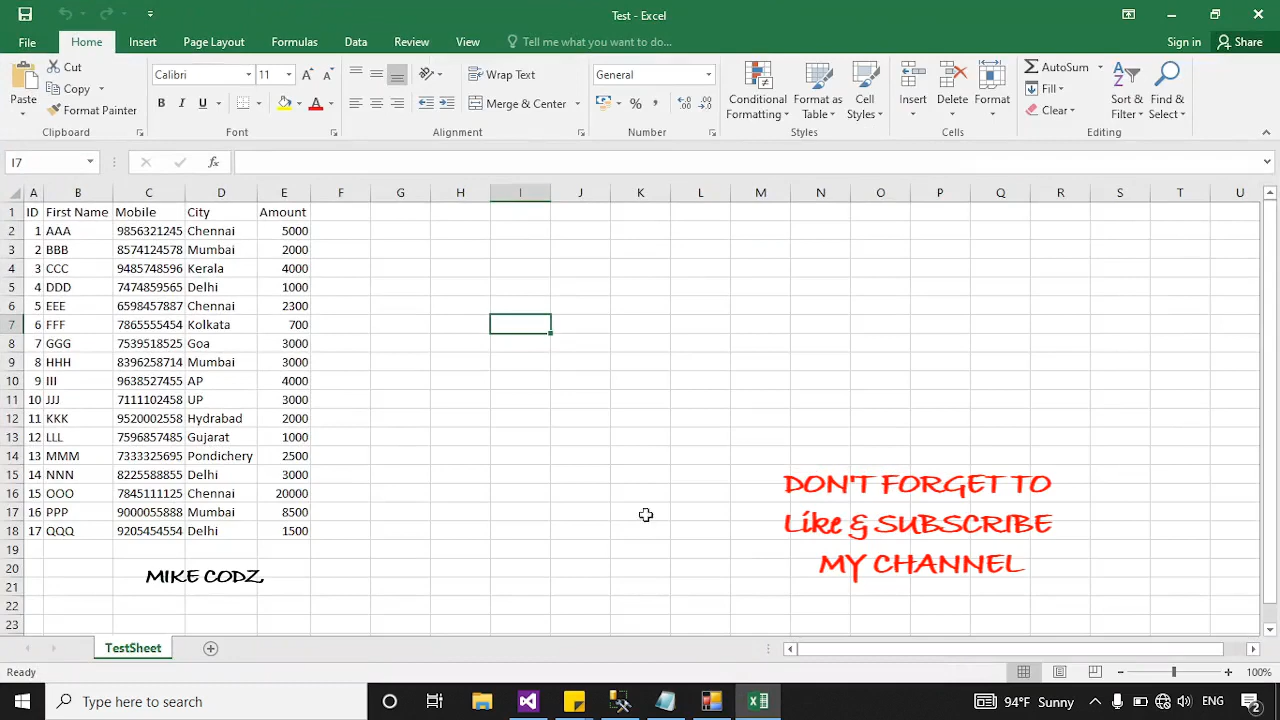 Test - Excel
File Home Insert Page Layout Formulas Data Review View Tell me what you want to do... Sign in Share
Paste Cut Copy Format Painter Clipboard
Calibri 11 A A B I U A Font
Wrap Text Merge & Center Alignment
General % , Number
Conditional Formatting Format as Table Cell Styles Styles
Insert Delete Format Cells
AutoSum Fill Clear Sort & Filter Find & Select Editing
I7 fx
A B C D E F G H I J K L M N O P Q R S T U
1 ID First Name Mobile City Amount
2 1 AAA 9856321245 Chennai 5000
3 2 BBB 8574124578 Mumbai 2000
4 3 CCC 9485748596 Kerala 4000
5 4 DDD 7474859565 Delhi 1000
6 5 EEE 6598457887 Chennai 2300
7 6 FFF 7865555454 Kolkata 700
8 7 GGG 7539518525 Goa 3000
9 8 HHH 8396258714 Mumbai 3000
10 9 III 9638527455 AP 4000
11 10 JJJ 7111102458 UP 3000
12 11 KKK 9520002558 Hydrabad 2000
13 12 LLL 7596857485 Gujarat 1000
14 13 MMM 7333325695 Pondichery 2500
15 14 NNN 8225588855 Delhi 3000
16 15 OOO 7845111125 Chennai 20000
17 16 PPP 9000055888 Mumbai 8500
18 17 QQQ 9205454554 Delhi 1500
19
20
21
22
23
DON'T FORGET TO
Like & SUBSCRIBE
MY CHANNEL
MIKE CODZ
TestSheet
Ready 100%
Type here to search 94°F Sunny ENG 2